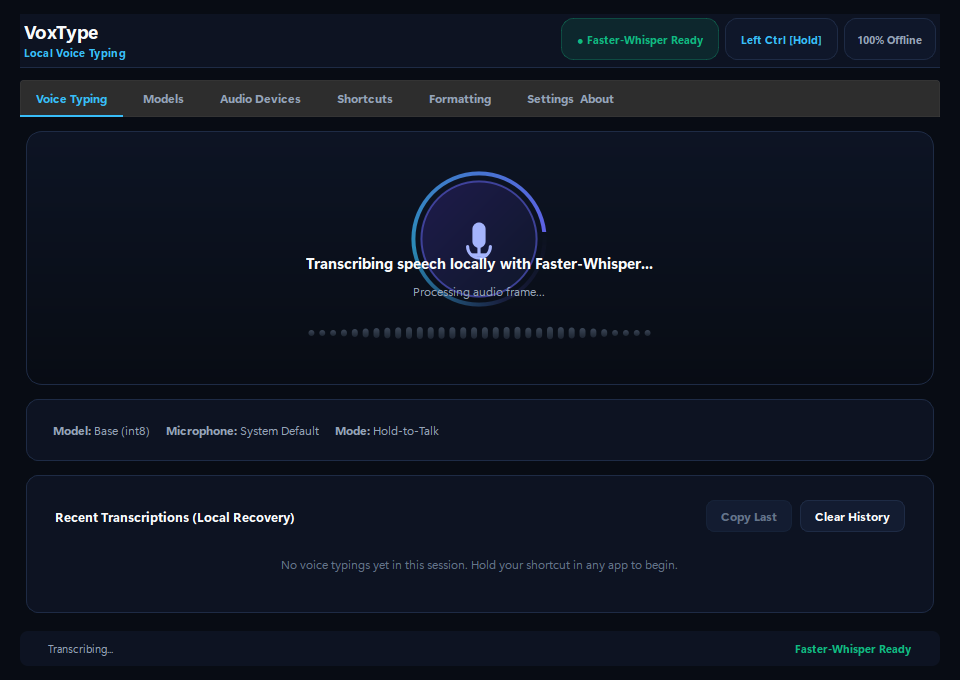 VoxType
Local Voice Typing
● Faster-Whisper Ready
Left Ctrl [Hold]
100% Offline
Voice Typing Models Audio Devices Shortcuts Formatting Settings About
Transcribing speech locally with Faster-Whisper...
Processing audio frame...
Model: Base (int8) Microphone: System Default Mode: Hold-to-Talk
Recent Transcriptions (Local Recovery)
Copy Last
Clear History
No voice typings yet in this session. Hold your shortcut in any app to begin.
Transcribing...
Faster-Whisper Ready